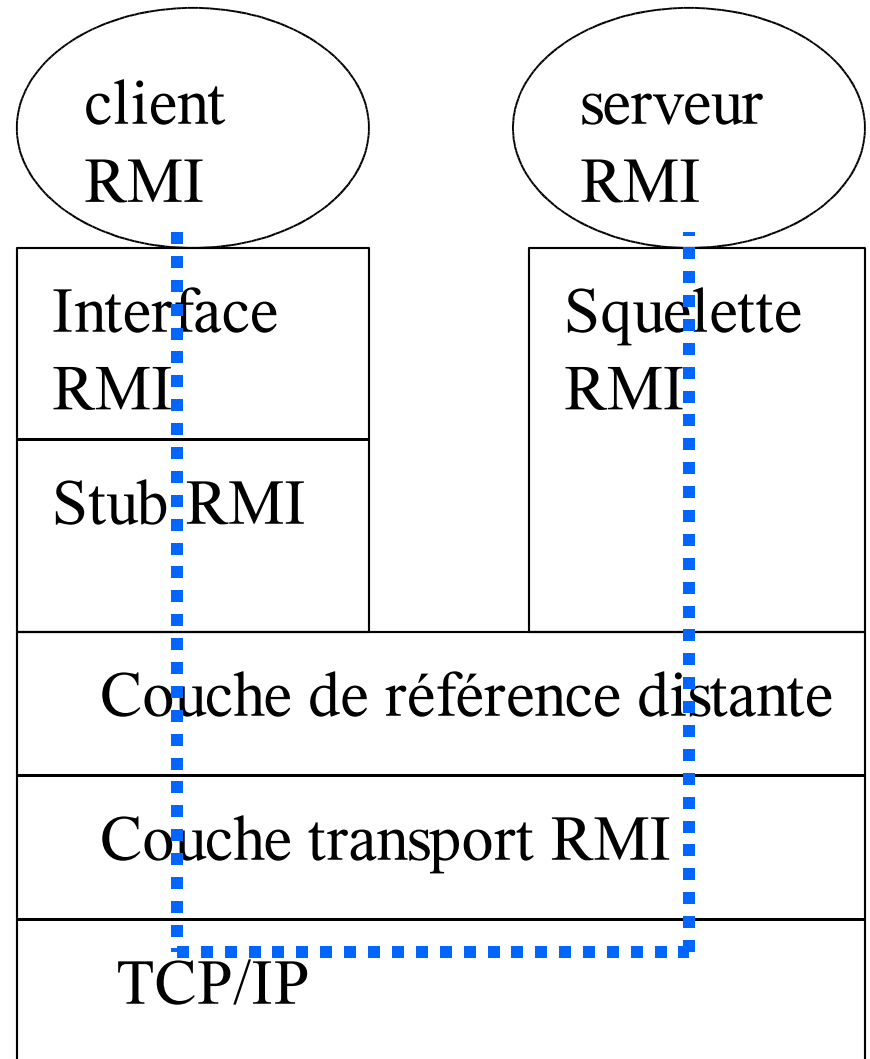 client
RMI
serveur
RMI
Interface
RMI
Squelette
RMI
Stub RMI
Couche de référence distante
Couche transport RMI
TCP/IP